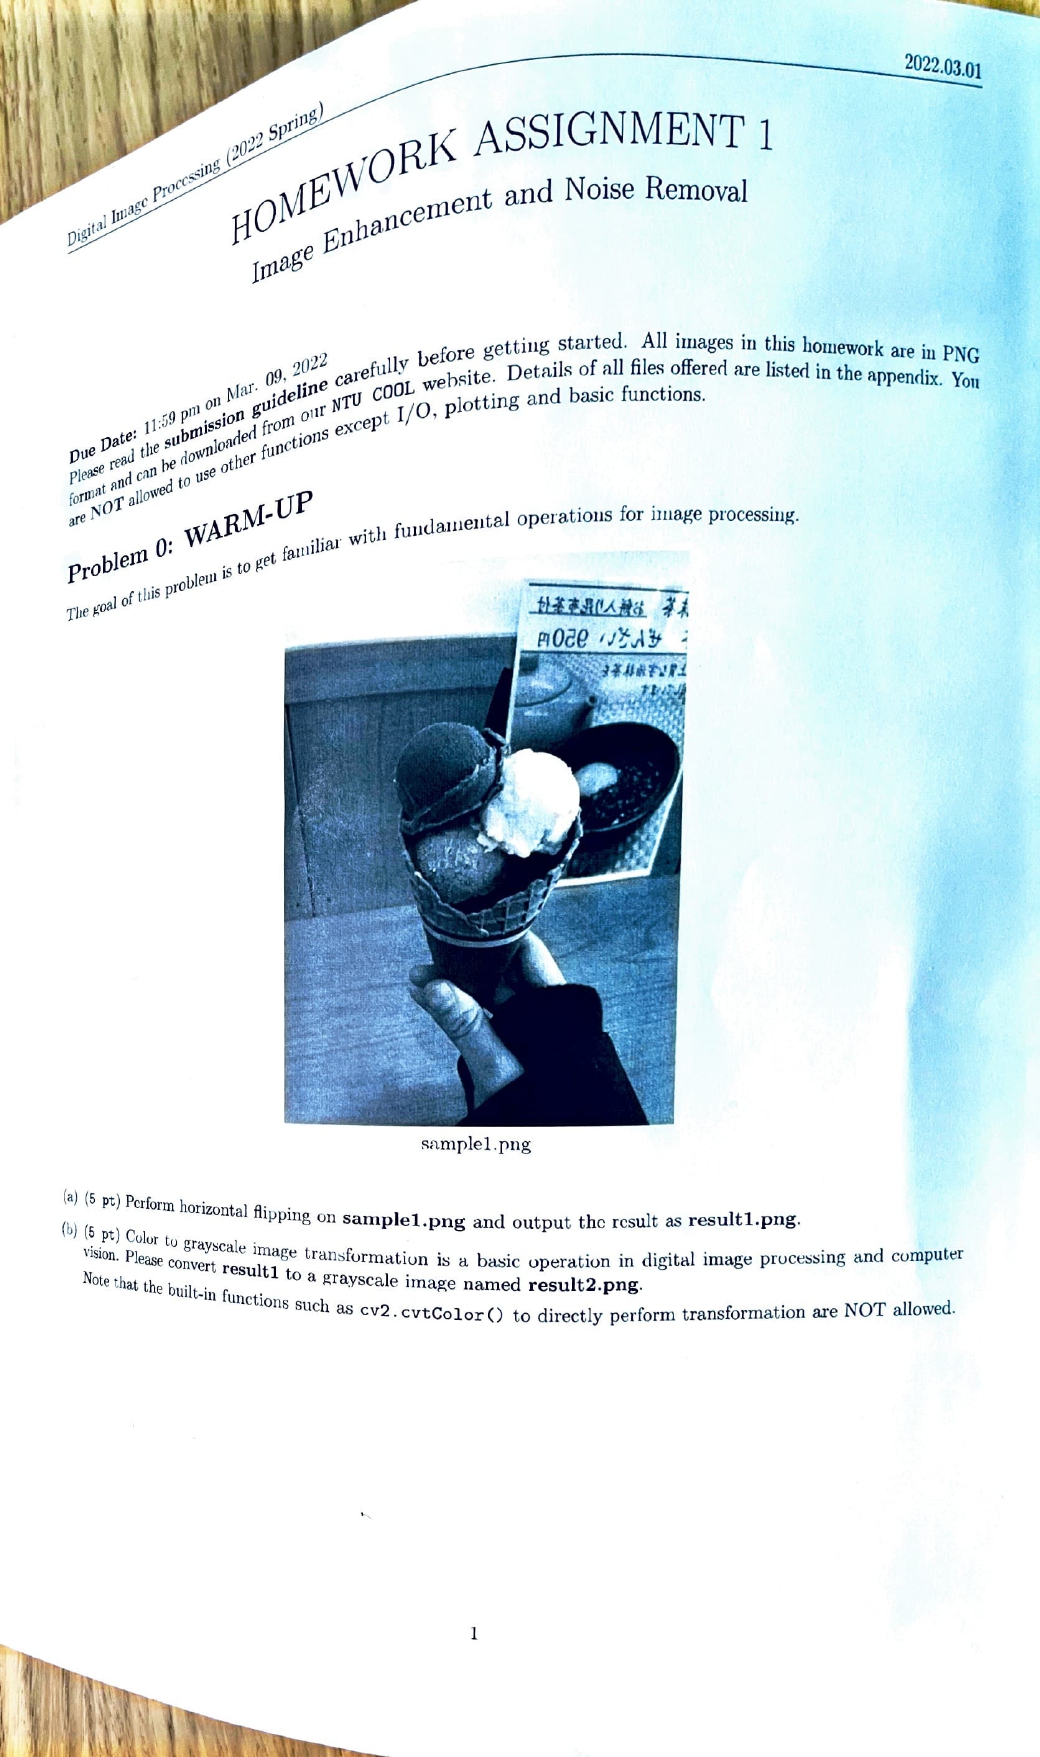 Digital Image Processing (2022 Spring)
2022.03.01
HOMEWORK ASSIGNMENT 1
Image Enhancement and Noise Removal
Due Date: 11:59 pm on Mar. 09, 2022
Please read the submission guideline carefully before getting started. All images in this homework are in PNG
format and can be downloaded from our NTU COOL website. Details of all files offered are listed in the appendix. You
are NOT allowed to use other functions except I/O, plotting and basic functions.
Problem 0: WARM-UP
The goal of this problem is to get familiar with fundamental operations for image processing.
950円
sample1.png
(a) (5 pt) Perform horizontal flipping on sample1.png and output the result as result1.png.
(b) (5 pt) Color to grayscale image transformation is a basic operation in digital image processing and computer
vision. Please convert result1 to a grayscale image named result2.png.
Note that the built-in functions such as cv2.cvtColor() to directly perform transformation are NOT allowed.
1